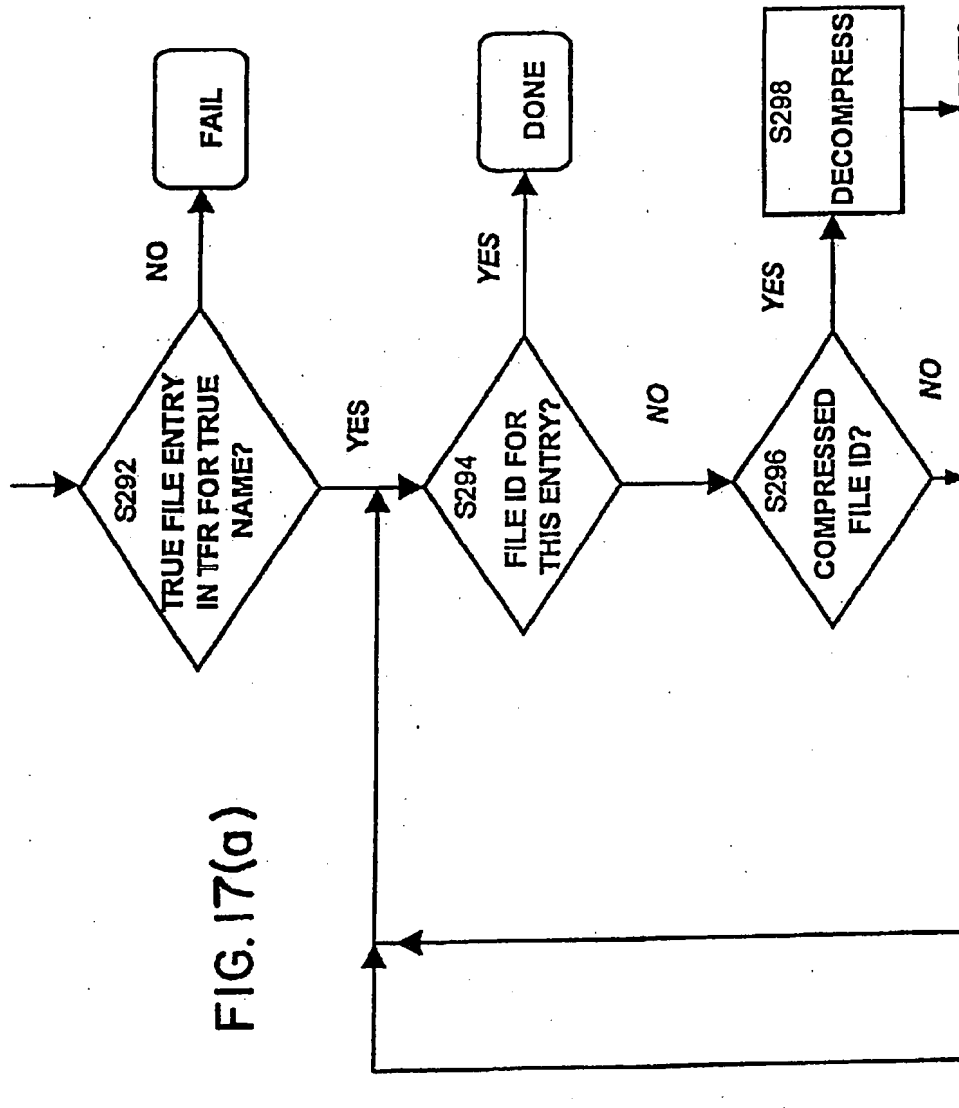 FIG. 17(a)
S292
TRUE FILE ENTRY
IN TFR FOR TRUE
NAME?
NO
FAIL
YES
S294
FILE ID FOR
THIS ENTRY?
YES
DONE
NO
S296
COMPRESSED
FILE ID?
YES
S298
DECOMPRESS
NO